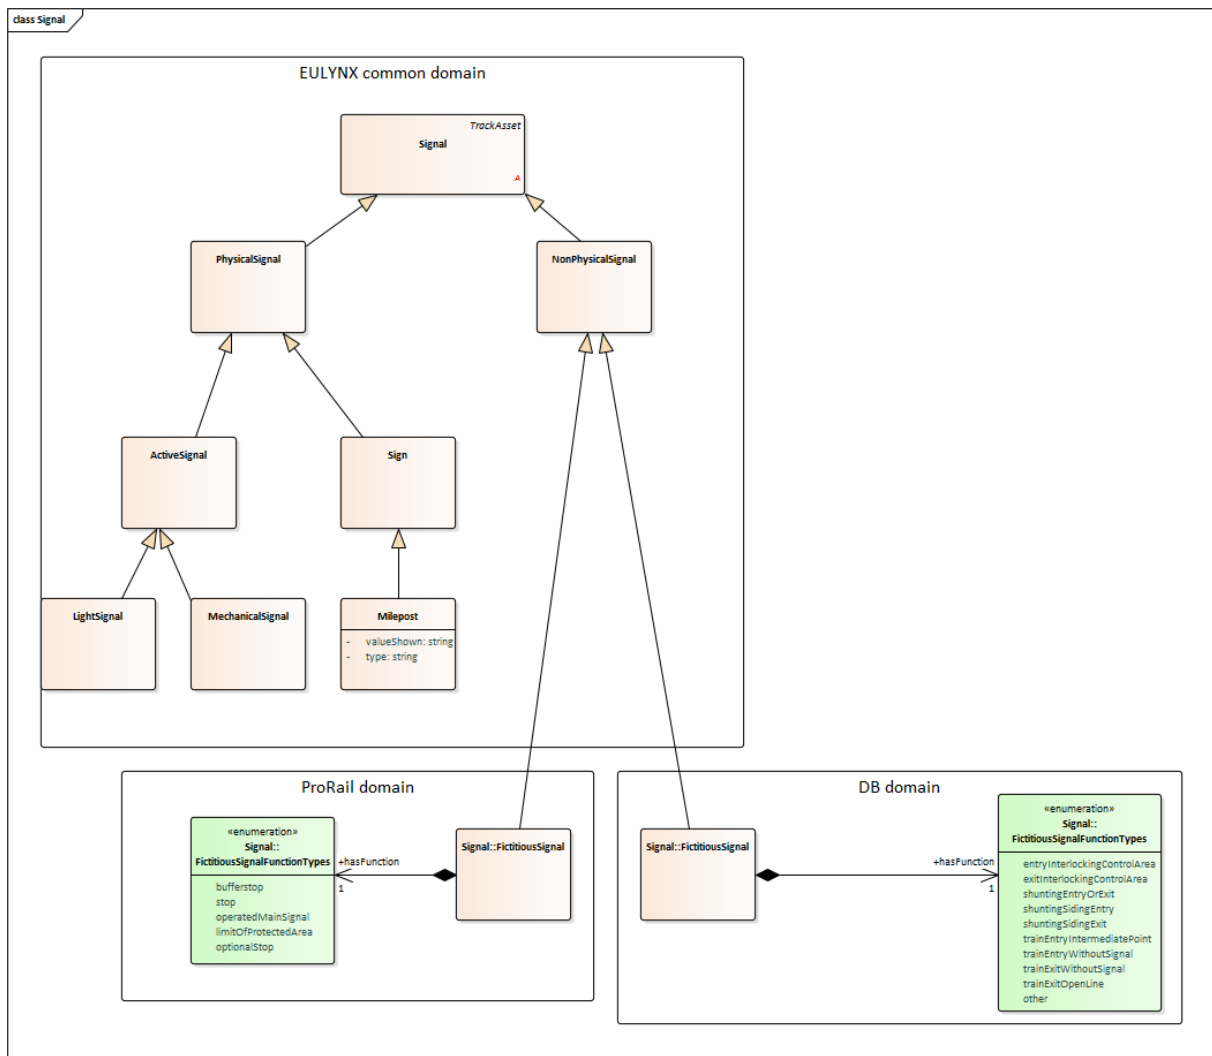 class Signal
EULYNX common domain
TrackAsset
Signal
A
PhysicalSignal
NonPhysicalSignal
ActiveSignal
Sign
LightSignal
MechanicalSignal
Milepost
- valueShown: string
- type: string
ProRail domain
«enumeration»
Signal::
FictitiousSignalFunctionTypes
bufferstop
stop
operatedMainSignal
limitOfProtectedArea
optionalStop
+hasFunction
1
Signal::FictitiousSignal
DB domain
Signal::FictitiousSignal
+hasFunction
1
«enumeration»
Signal::
FictitiousSignalFunctionTypes
entryInterlockingControlArea
exitInterlockingControlArea
shuntingEntryOrExit
shuntingSidingEntry
shuntingSidingExit
trainEntryIntermediatePoint
trainEntryWithoutSignal
trainExitWithoutSignal
trainExitOpenLine
other